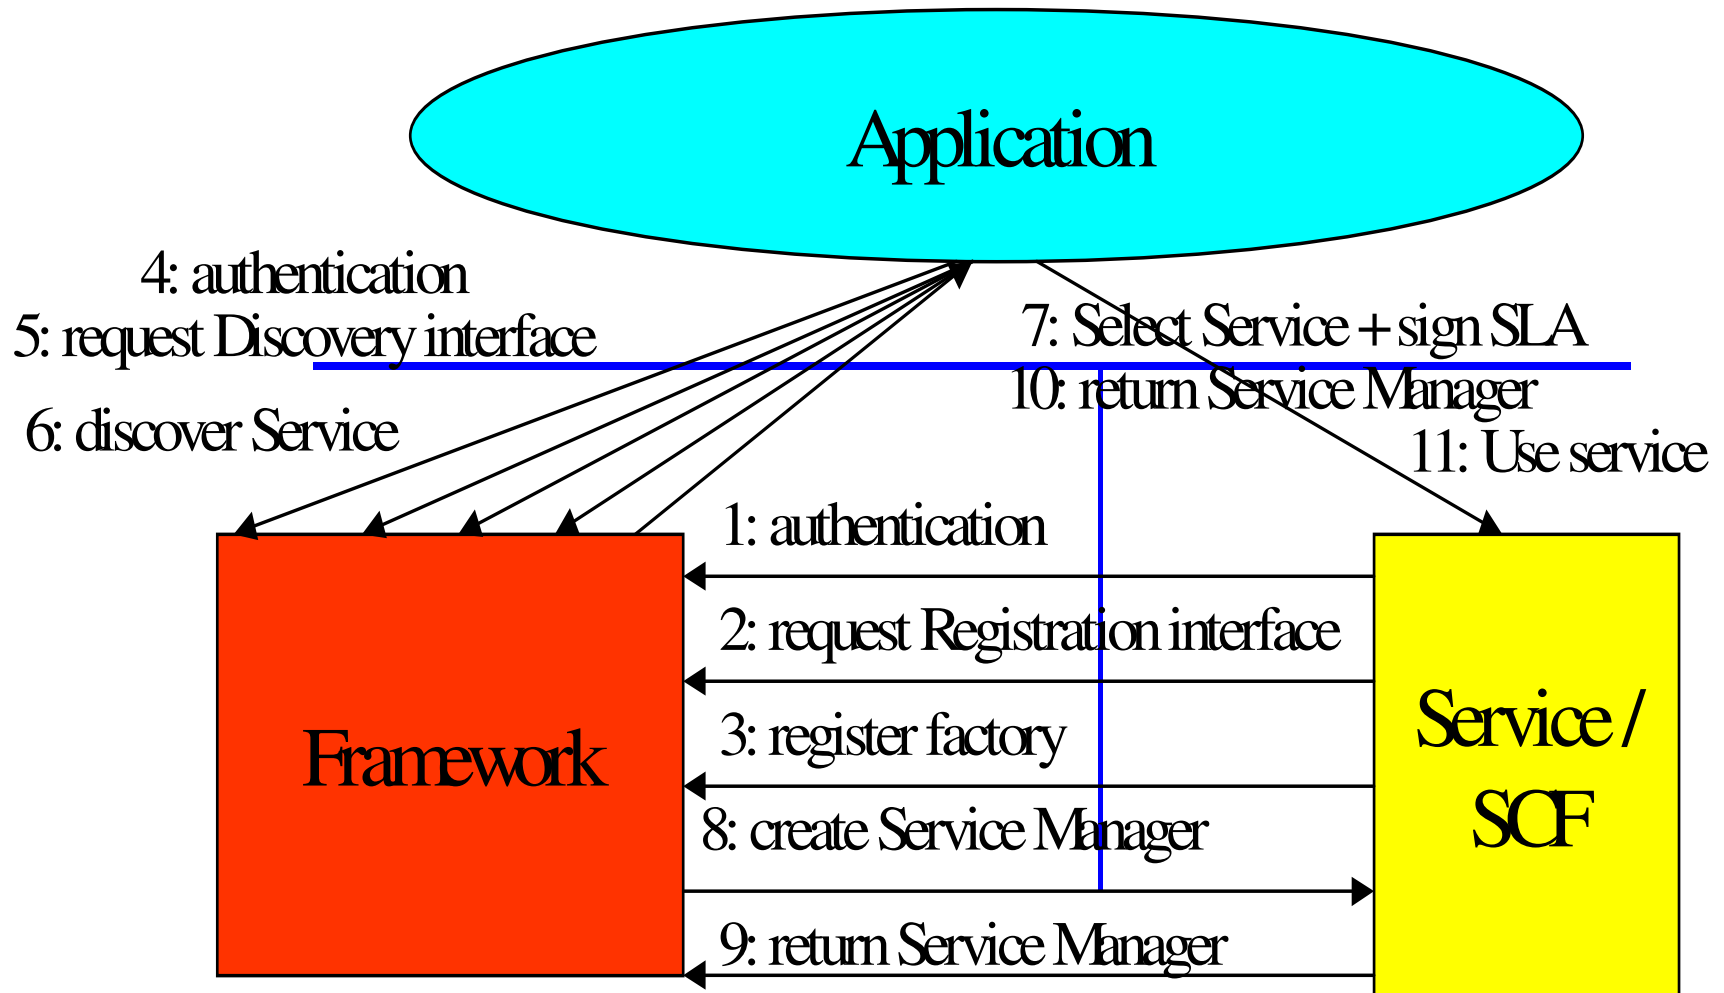 Application
4: authentication
5: request Discovery interface
7: Select Service + sign SLA
10: return Service Manager
6: discover Service
11: Use service
1: authentication
2: request Registration interface
3: register factory
8: create Service Manager
9: return Service Manager
Framework
Service /
SCF